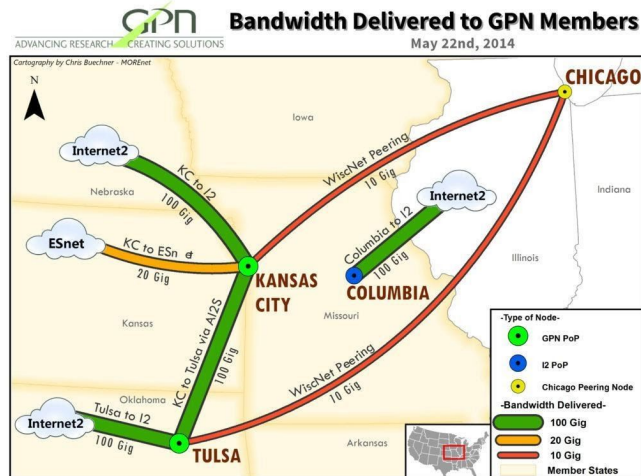 GPN
ADVANCING RESEARCH CREATING SOLUTIONS
Bandwidth Delivered to GPN Members
May 22nd, 2014
Cartography by Chris Buechner - MOREnet
N
CHICAGO
Iowa
Internet2
WiscNet Peering
10 Gig
KC to I2
100 Gig
Nebraska
Internet2
Indiana
ESnet
KC to ESnet
20 Gig
Columbia to I2
100 Gig
Illinois
KANSAS
CITY
COLUMBIA
Missouri
Kansas
KC to Tulsa via AI2S
100 Gig
WiscNet Peering
10 Gig
Oklahoma
Internet2
Tulsa to I2
100 Gig
TULSA
Arkansas
-Type of Node-
GPN PoP
I2 PoP
Chicago Peering Node
-Bandwidth Delivered-
100 Gig
20 Gig
10 Gig
Member States